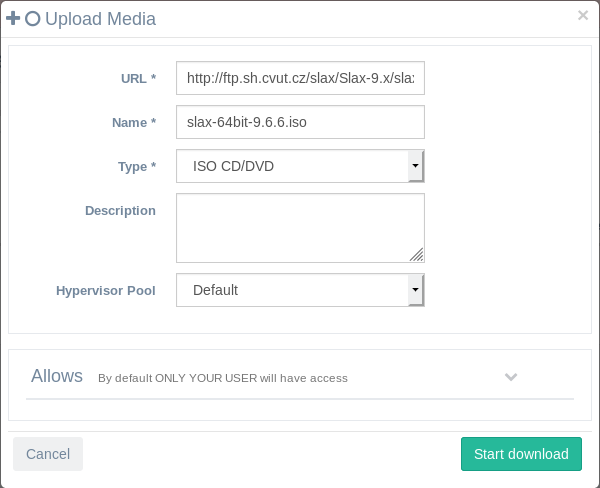 Upload Media
URL * http://ftp.sh.cvut.cz/slax/Slax-9.x/slax
Name * slax-64bit-9.6.6.iso
Type * ISO CD/DVD
Description
Hypervisor Pool Default
Allows By default ONLY YOUR USER will have access
Cancel Start download